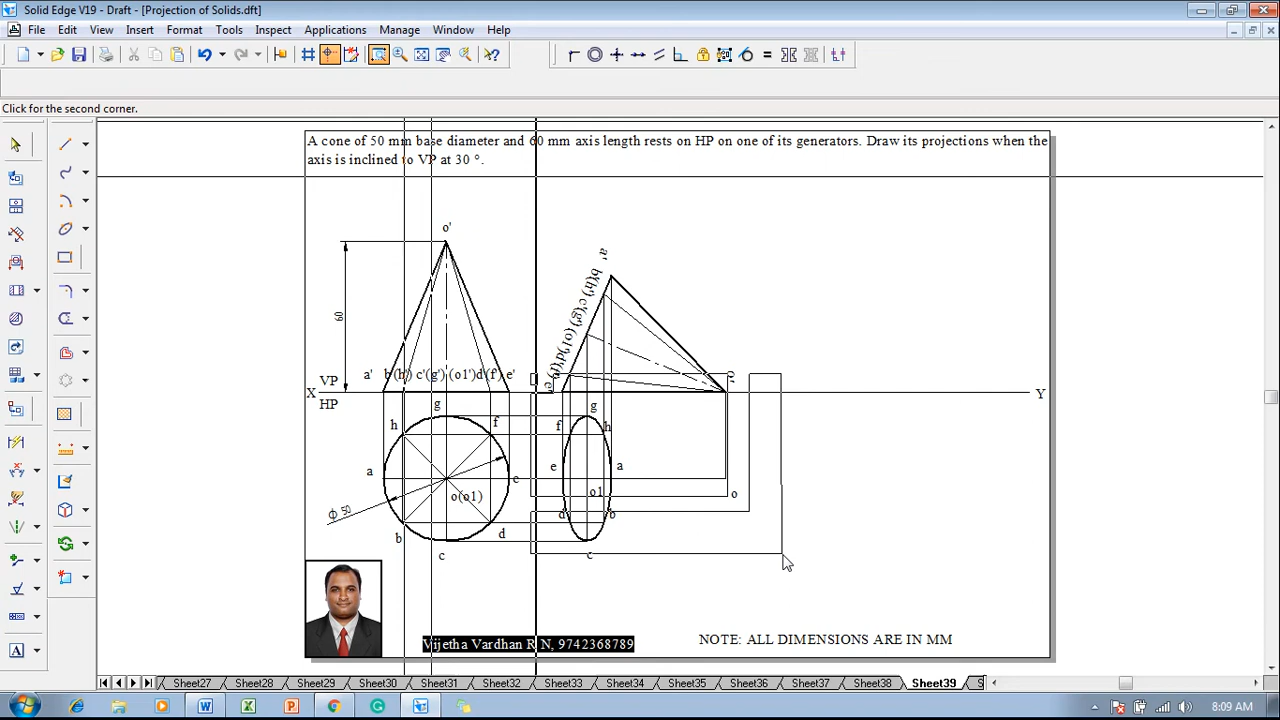 Solid Edge V19 - Draft - [Projection of Solids.dft]
File Edit View Insert Format Tools Inspect Applications Manage Window Help
Click for the second corner.
A cone of 50 mm base diameter and 60 mm axis length rests on HP on one of its generators. Draw its projections when the
axis is inclined to VP at 30 °.
o'
a'
b'(h')
c'(g')
(o1')
d'(f')
e'
60
VP
a' b'(h') c'(g') (o1')d'(f') e'
o'
X
Y
HP
g
g
h
f
f
h
a
e
e
a
o(o1)
o1
o
ϕ 50
b
d
d
b
c
c
Vijetha Vardhan R N, 9742368789
NOTE: ALL DIMENSIONS ARE IN MM
Sheet27 Sheet28 Sheet29 Sheet30 Sheet31 Sheet32 Sheet33 Sheet34 Sheet35 Sheet36 Sheet37 Sheet38 Sheet39 S
8:09 AM